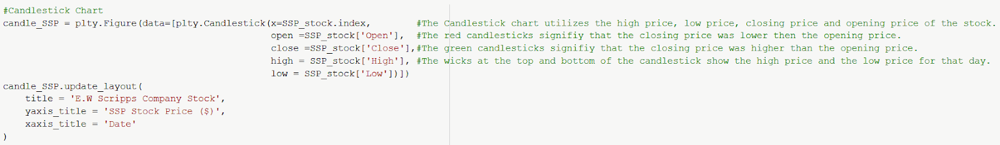 #Candlestick Chart
candle_SSP = plty.Figure(data=[plty.Candlestick(x=SSP_stock.index,        #The Candlestick chart utilizes the high price, low price, closing price and opening price of the stock.
                                                open =SSP_stock['Open'],  #The red candlesticks signifiy that the closing price was lower then the opening price.
                                                close =SSP_stock['Close'],#The green candlesticks signifiy that the closing price was higher than the opening price.
                                                high = SSP_stock['High'], #The wicks at the top and bottom of the candlestick show the high price and the low price for that day.
                                                low = SSP_stock['Low'])])
candle_SSP.update_layout(
    title = 'E.W Scripps Company Stock',
    yaxis_title = 'SSP Stock Price ($)',
    xaxis_title = 'Date'
)